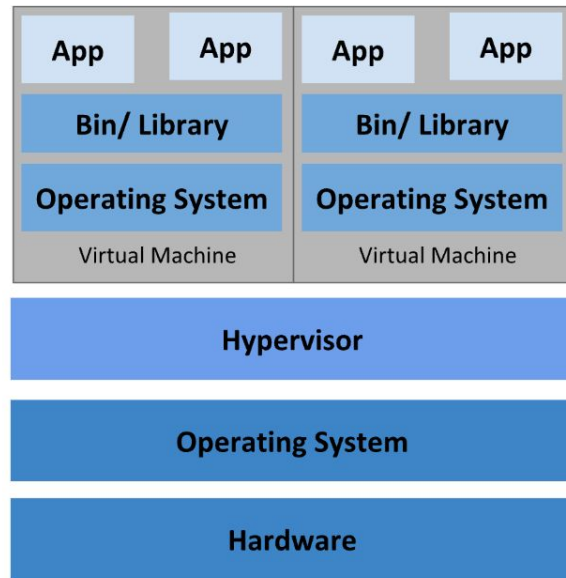 App
App
App
App
Bin/ Library
Bin/ Library
Operating System
Operating System
Virtual Machine
Virtual Machine
Hypervisor
Operating System
Hardware